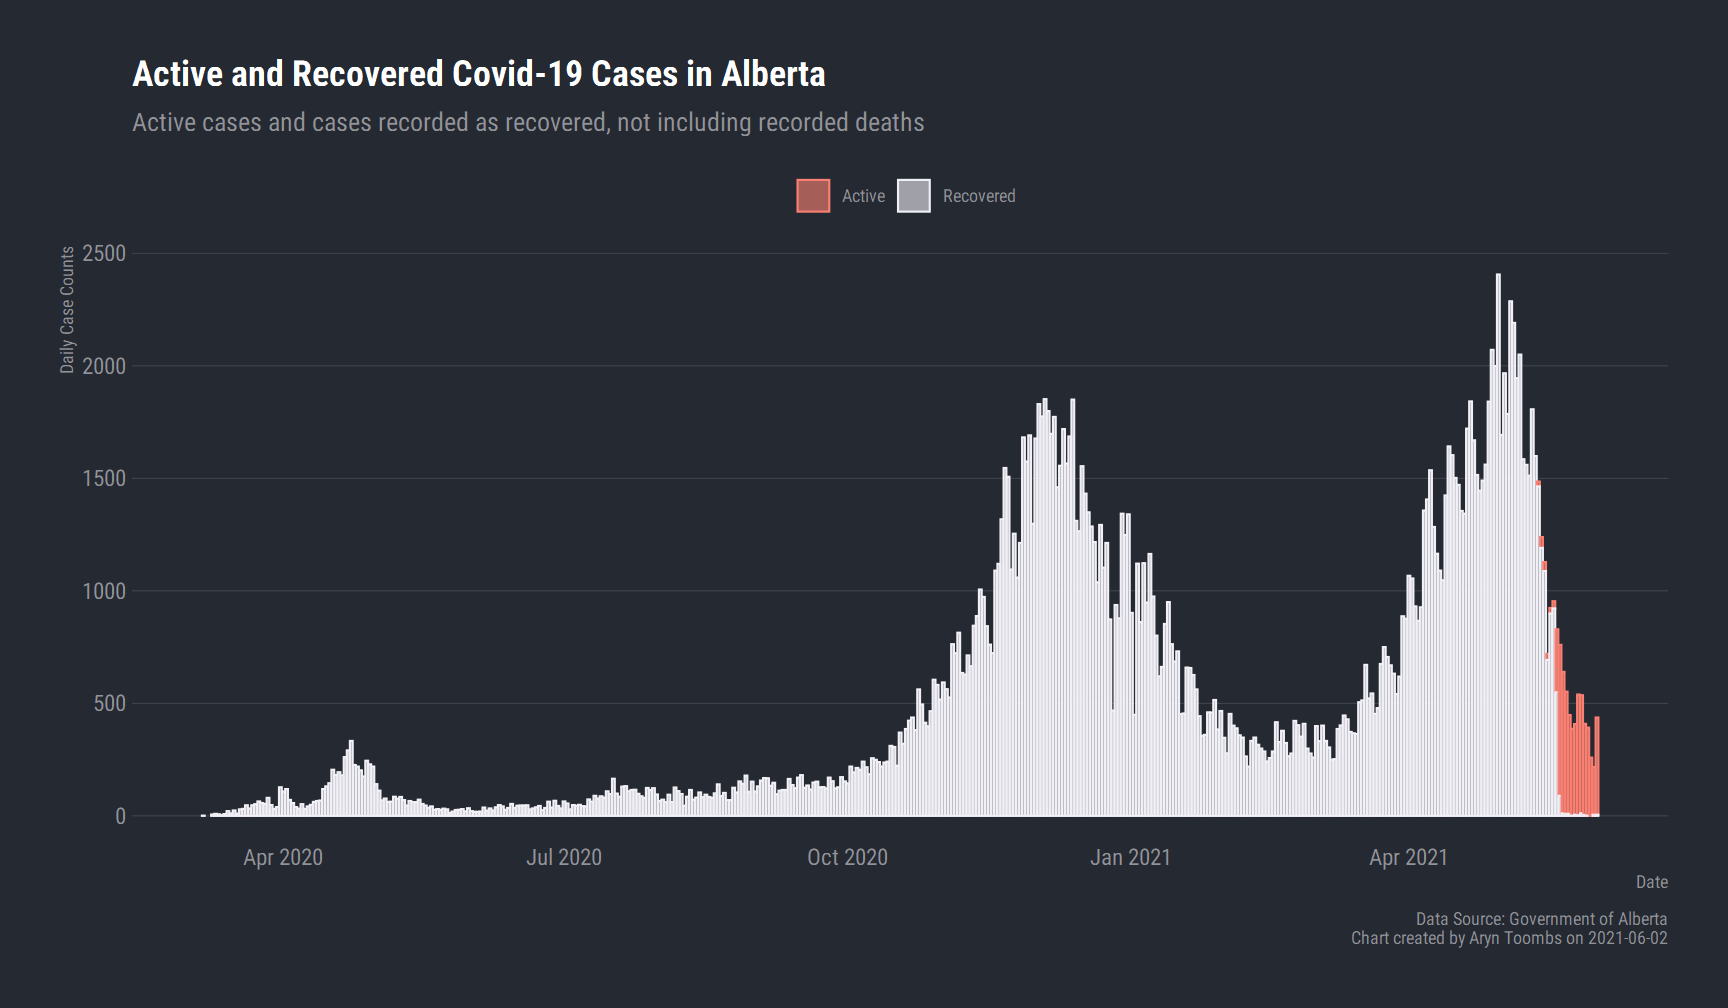 Active and Recovered Covid-19 Cases in Alberta
Active cases and cases recorded as recovered, not including recorded deaths
Active
Recovered
Daily Case Counts
2500
2000
1500
1000
500
0
Apr 2020
Jul 2020
Oct 2020
Jan 2021
Apr 2021
Date
Data Source: Government of Alberta
Chart created by Aryn Toombs on 2021-06-02